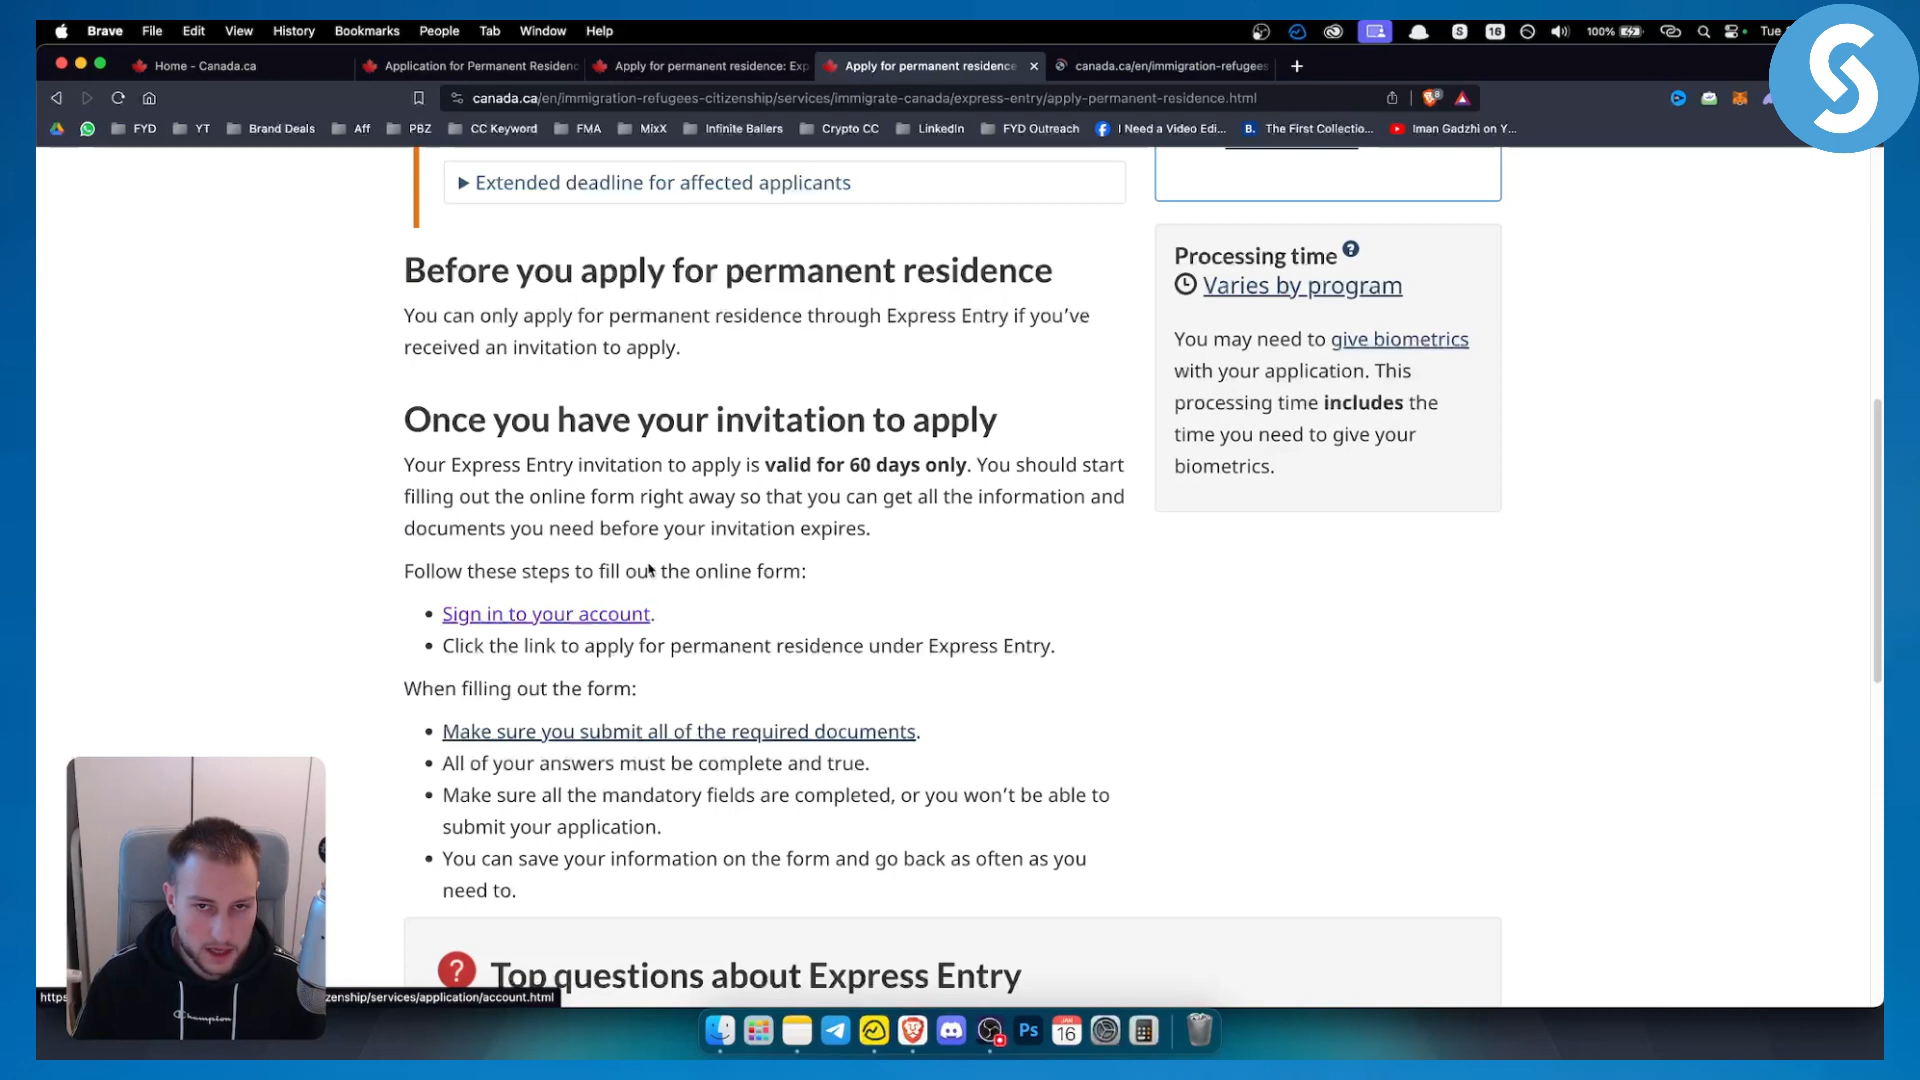 Brave File Edit View History Bookmarks People Tab Window Help 16 100% Tue
Home - Canada.ca Application for Permanent Residenc Apply for permanent residence: Exp Apply for permanent residence canada.ca/en/immigration-refugees
canada.ca/en/immigration-refugees-citizenship/services/immigrate-canada/express-entry/apply-permanent-residence.html
FYD YT Brand Deals Aff PBZ CC Keyword FMA MixX Infinite Ballers Crypto CC LinkedIn FYD Outreach I Need a Video Edi... The First Collectio... Iman Gadzhi on Y...
Extended deadline for affected applicants
Before you apply for permanent residence
You can only apply for permanent residence through Express Entry if you've
received an invitation to apply.
Once you have your invitation to apply
Your Express Entry invitation to apply is valid for 60 days only. You should start
filling out the online form right away so that you can get all the information and
documents you need before your invitation expires.
Follow these steps to fill out the online form:
• Sign in to your account.
• Click the link to apply for permanent residence under Express Entry.
When filling out the form:
• Make sure you submit all of the required documents.
• All of your answers must be complete and true.
• Make sure all the mandatory fields are completed, or you won't be able to
submit your application.
• You can save your information on the form and go back as often as you
need to.
Top questions about Express Entry
Processing time
Varies by program
You may need to give biometrics
with your application. This
processing time includes the
time you need to give your
biometrics.
https
zenship/services/application/account.html
Champion
Ps
JAN
16